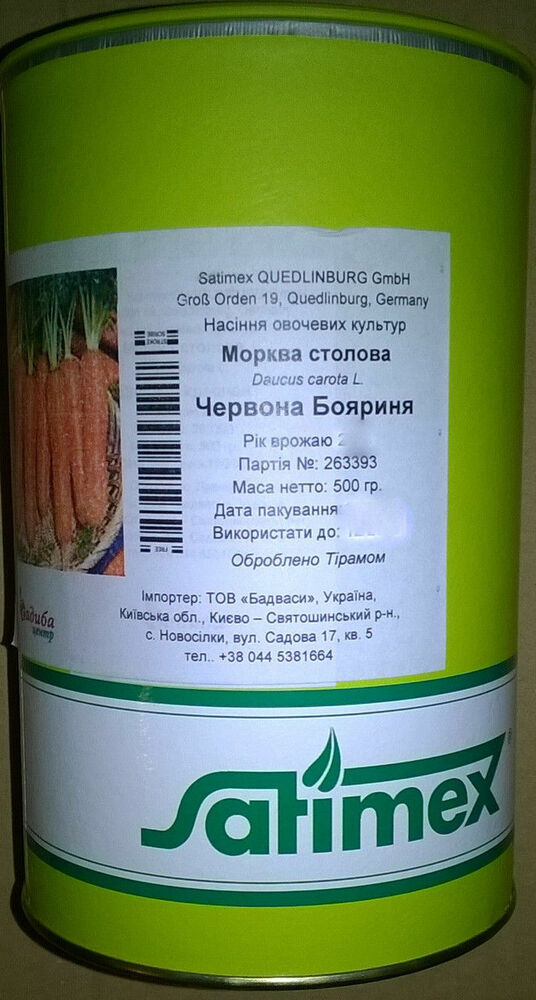 Satimex QUEDLINBURG GmbH
Groß Orden 19, Quedlinburg, Germany
Насіння овочевих культур
Морква столова
Daucus carota L.
Червона Бояриня
Рік врожаю
Партія №: 263393
Маса нетто: 500 гр.
Дата пакування
Використати до:
Оброблено Тірамом
Імпортер: ТОВ «Бадваси», Україна,
Київська обл., Києво – Святошинський р-н.,
с. Новосілки, вул. Садова 17, кв. 5
тел.. +38 044 5381664
центр
Satimex®